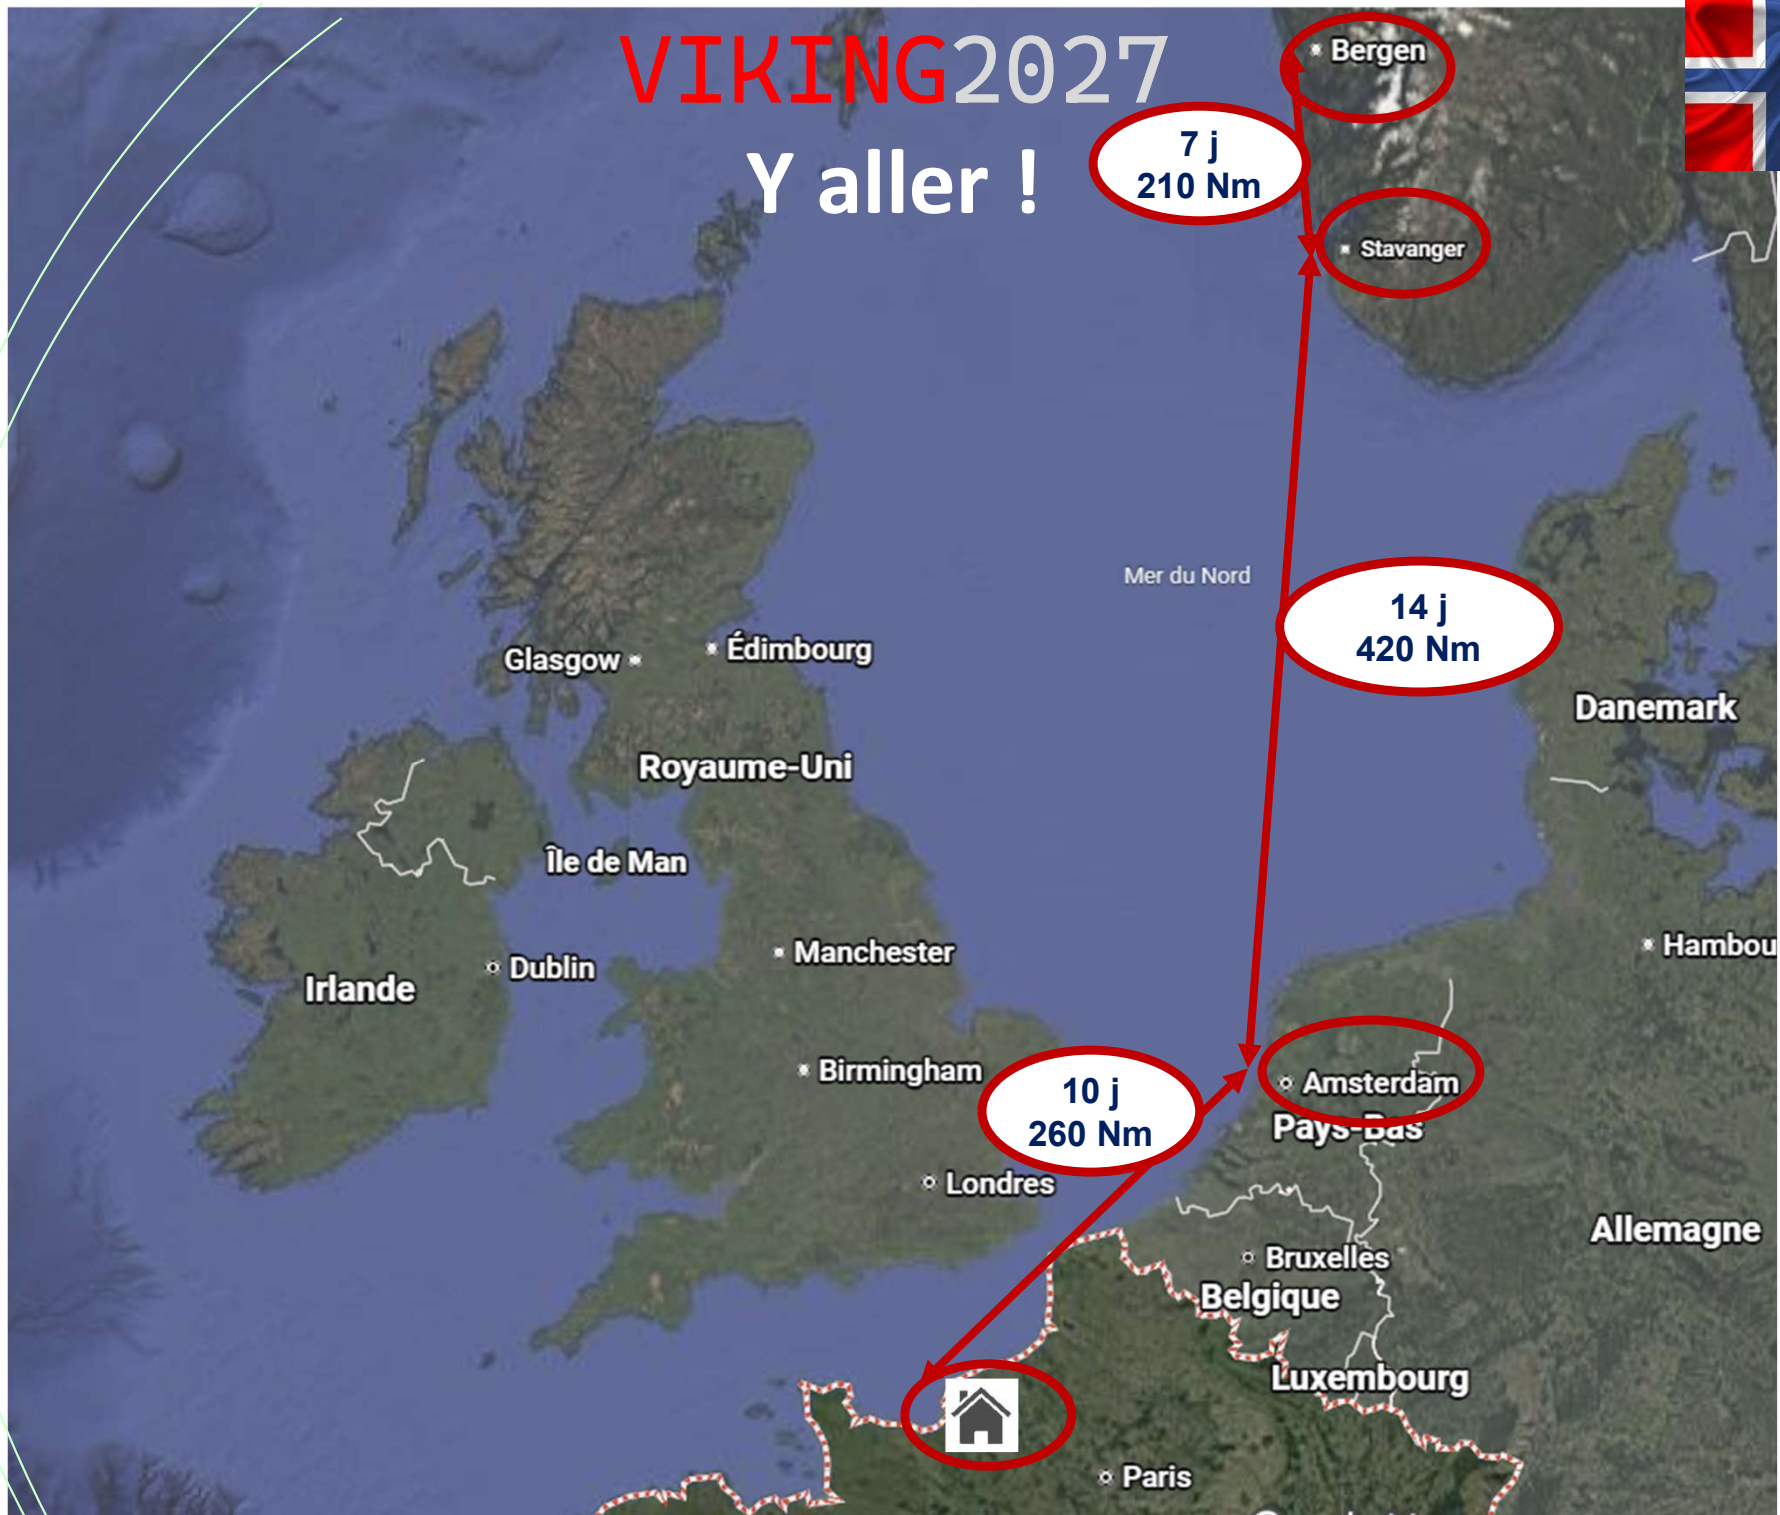 VIKING2027
Y aller !
Bergen
7 j
210 Nm
Stavanger
Mer du Nord
14 j
420 Nm
Glasgow
Édimbourg
Danemark
Royaume-Uni
Île de Man
Manchester
Hambou
Dublin
Irlande
Birmingham
10 j
260 Nm
Amsterdam
Pays-Bas
Londres
Allemagne
Bruxelles
Belgique
Luxembourg
Paris